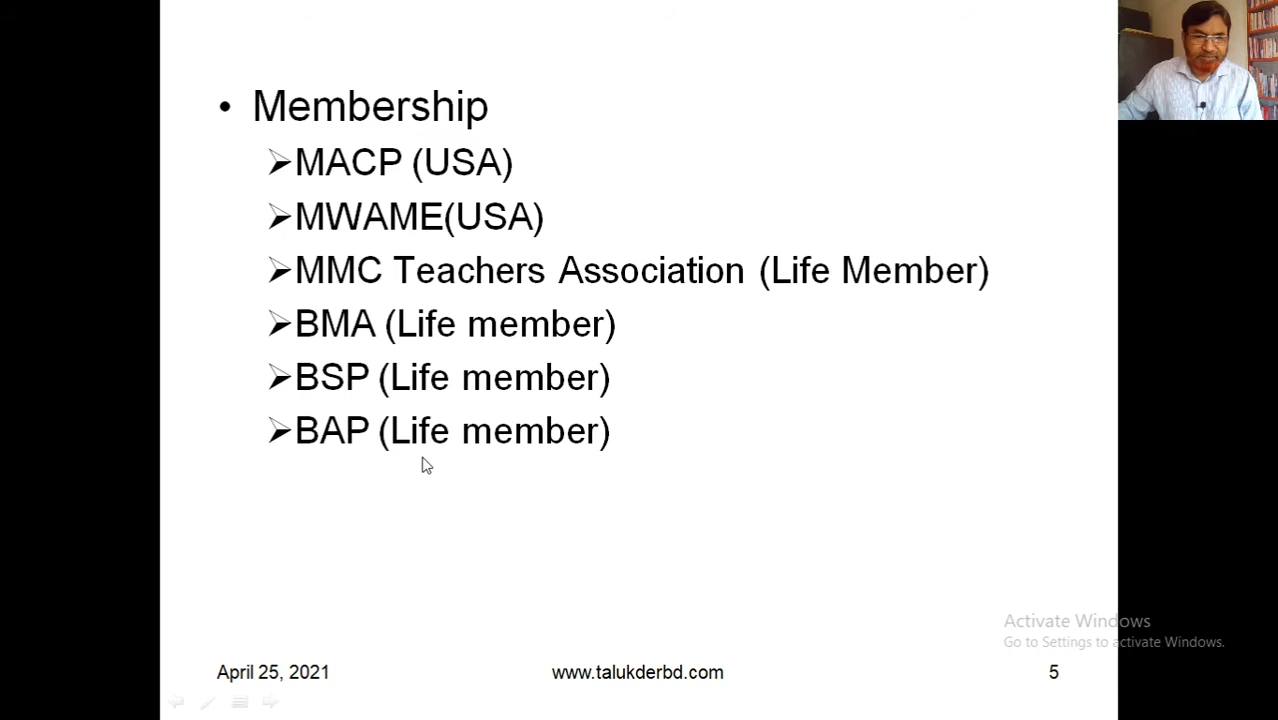 • Membership
➢MACP (USA)
➢MWAME(USA)
➢MMC Teachers Association (Life Member)
➢BMA (Life member)
➢BSP (Life member)
➢BAP (Life member)
Activate Windows
Go to Settings to activate Windows.
April 25, 2021
www.talukderbd.com
5